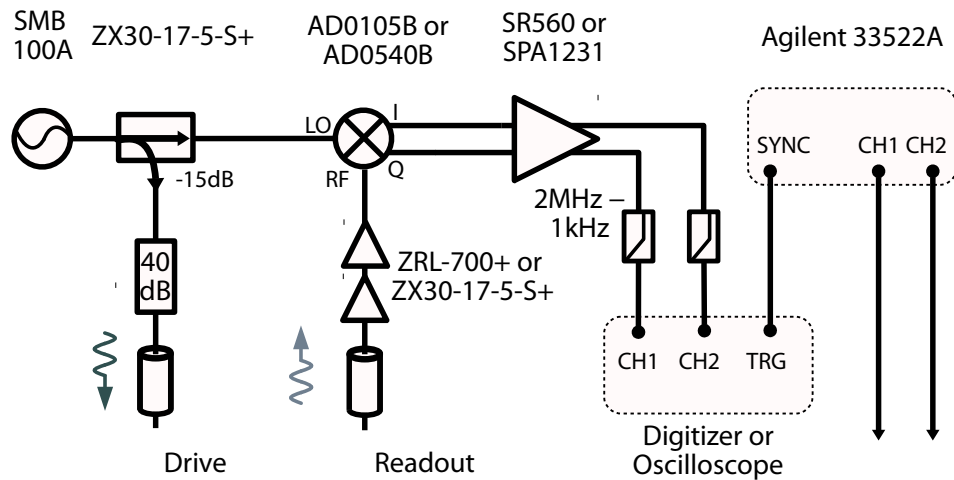 SMB
100A
ZX30-17-5-S+
AD0105B or
AD0540B
SR560 or
SPA1231
Agilent 33522A
LO
I
Q
RF
-15dB
SYNC
CH1 CH2
2MHz –
1kHz
40
dB
ZRL-700+ or
ZX30-17-5-S+
CH1
CH2
TRG
Digitizer or
Oscilloscope
Drive
Readout